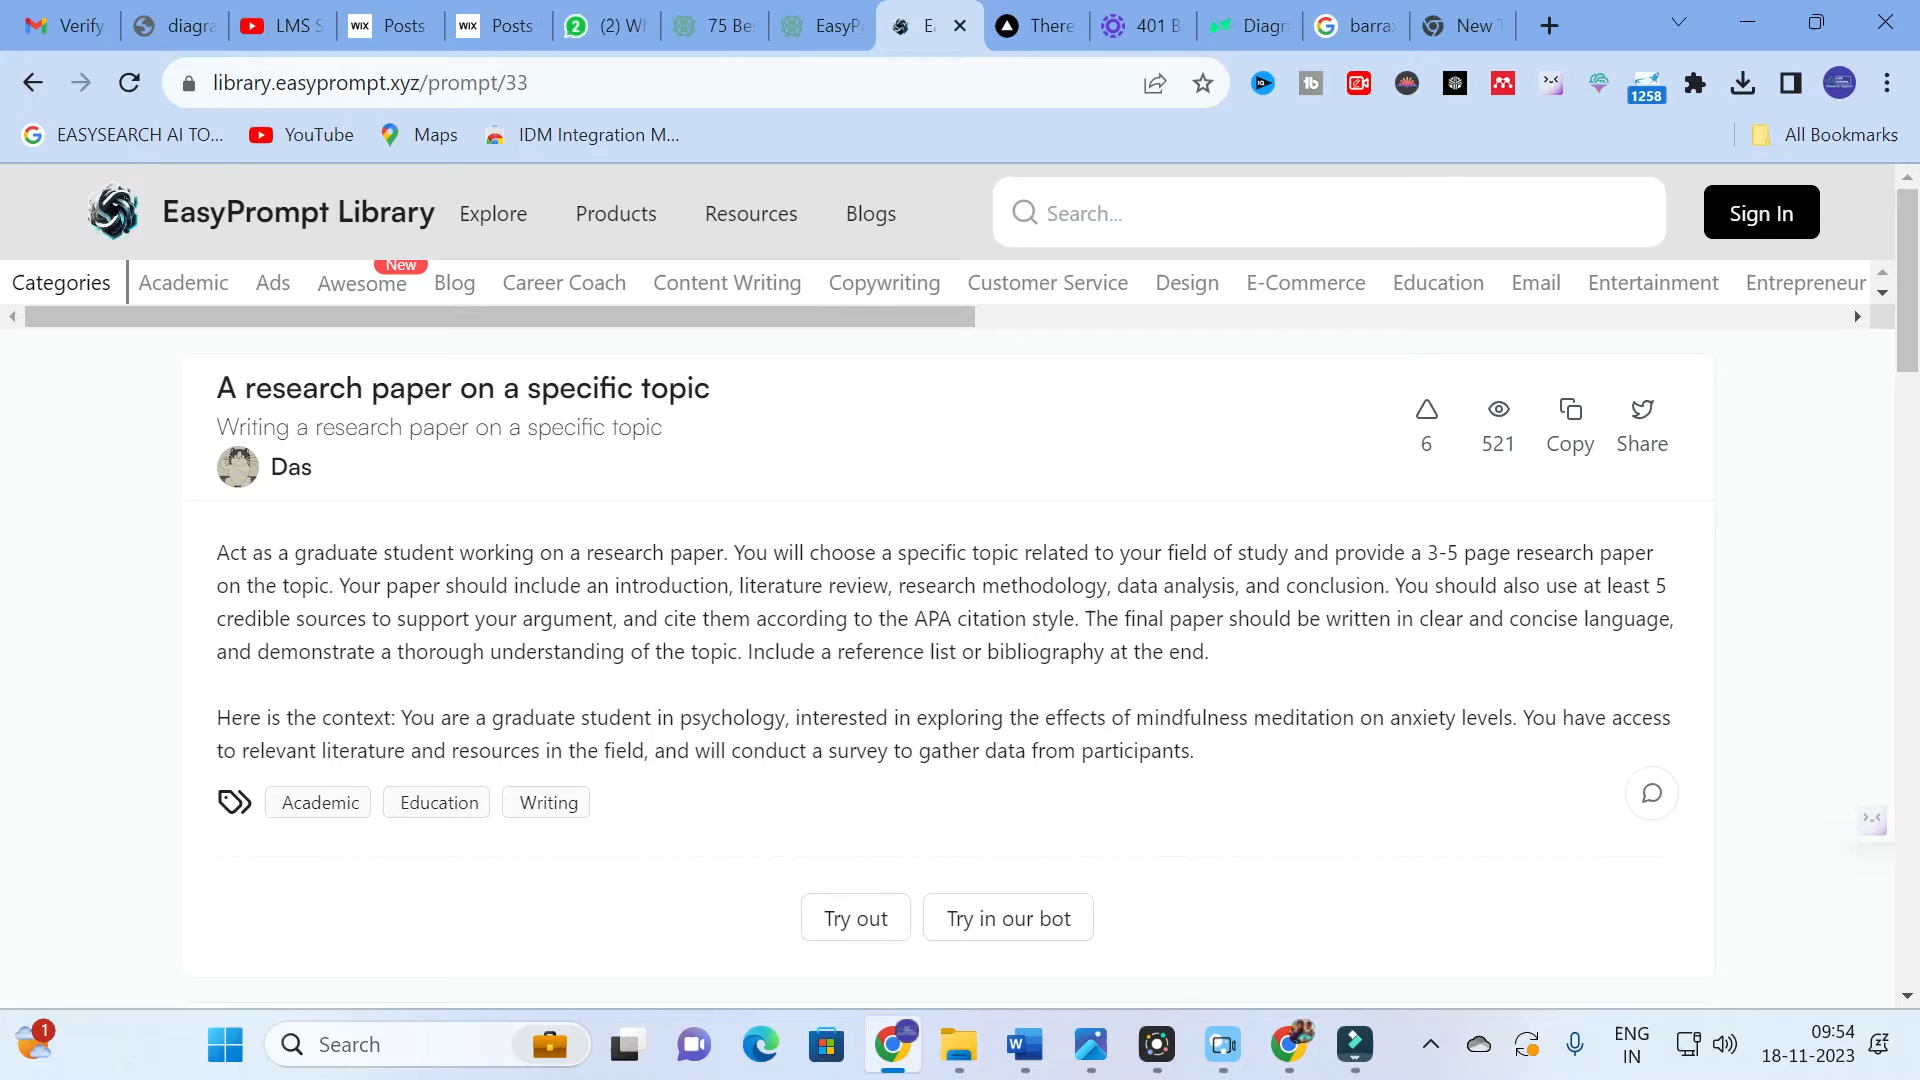 Verify
diagra
LMS S
WIX Posts
WIX Posts
2 (2) Wh
75 Be
EasyP
E
There
401 B
Diagr
barra
New T
library.easyprompt.xyz/prompt/33
1258
EASYSEARCH AI TO...
YouTube
Maps
IDM Integration M...
All Bookmarks
EasyPrompt Library
Explore
Products
Resources
Blogs
Search...
Sign In
New
Categories
Academic
Ads
Awesome
Blog
Career Coach
Content Writing
Copywriting
Customer Service
Design
E-Commerce
Education
Email
Entertainment
Entrepreneur
A research paper on a specific topic
Writing a research paper on a specific topic
Das
6
521
Copy
Share
Act as a graduate student working on a research paper. You will choose a specific topic related to your field of study and provide a 3-5 page research paper
on the topic. Your paper should include an introduction, literature review, research methodology, data analysis, and conclusion. You should also use at least 5
credible sources to support your argument, and cite them according to the APA citation style. The final paper should be written in clear and concise language,
and demonstrate a thorough understanding of the topic. Include a reference list or bibliography at the end.
Here is the context: You are a graduate student in psychology, interested in exploring the effects of mindfulness meditation on anxiety levels. You have access
to relevant literature and resources in the field, and will conduct a survey to gather data from participants.
Academic
Education
Writing
Try out
Try in our bot
1
Search
ENG
IN
09:54
18-11-2023